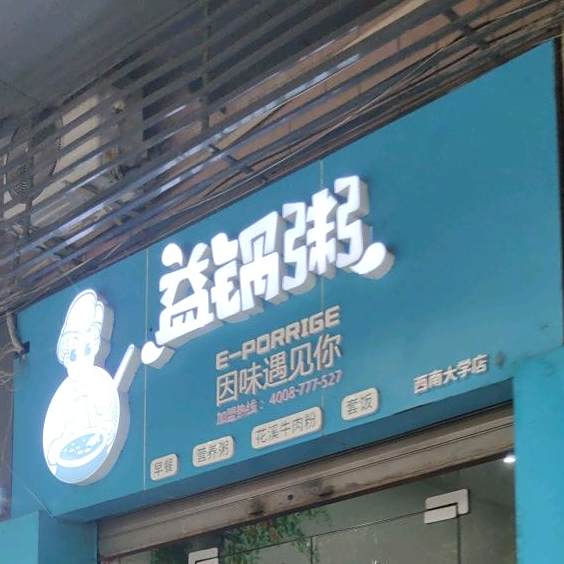 益锅粥
E-PORRIGE
因味遇见你
加盟热线：4008-777-527
早餐 营养粥 花溪牛肉粉 套饭
西南大学店